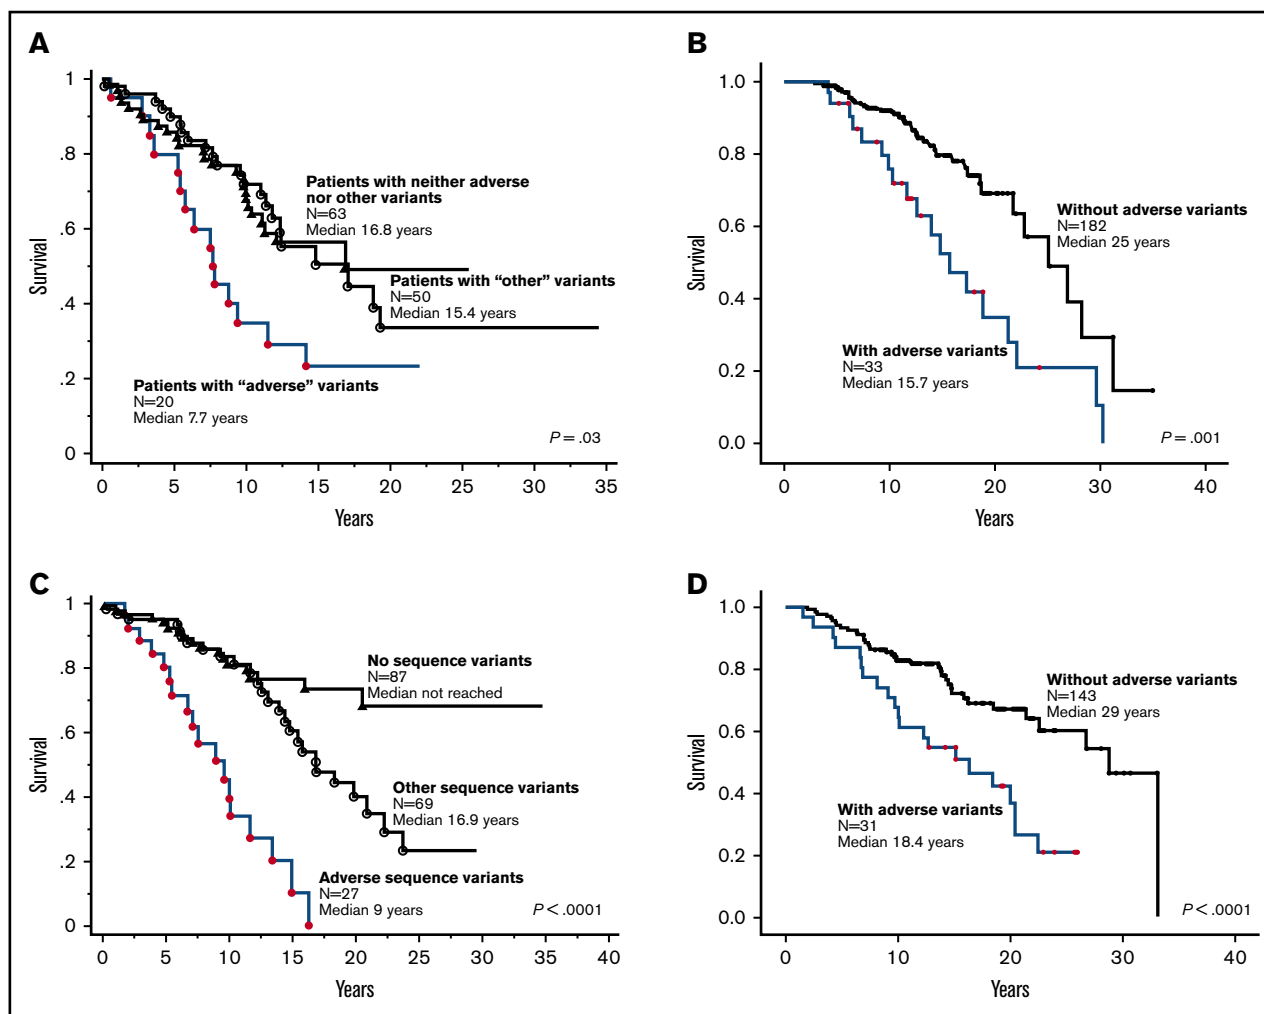 A
Survival
1
.8
.6
.4
.2
0
Patients with neither adverse
nor other variants
N=63
Median 16.8 years
Patients with “other” variants
N=50
Median 15.4 years
Patients with “adverse” variants
N=20
Median 7.7 years
P = .03
0 5 10 15 20 25 30 35
Years
B
Survival
1.0
0.8
0.6
0.4
0.2
0.0
Without adverse variants
N=182
Median 25 years
With adverse variants
N=33
Median 15.7 years
P = .001
0 10 20 30 40
Years
C
Survival
1
.8
.6
.4
.2
0
No sequence variants
N=87
Median not reached
Other sequence variants
N=69
Median 16.9 years
Adverse sequence variants
N=27
Median 9 years
P < .0001
0 5 10 15 20 25 30 35 40
Years
D
Survival
1.0
0.8
0.6
0.4
0.2
0.0
Without adverse variants
N=143
Median 29 years
With adverse variants
N=31
Median 18.4 years
P < .0001
0 10 20 30 40
Years